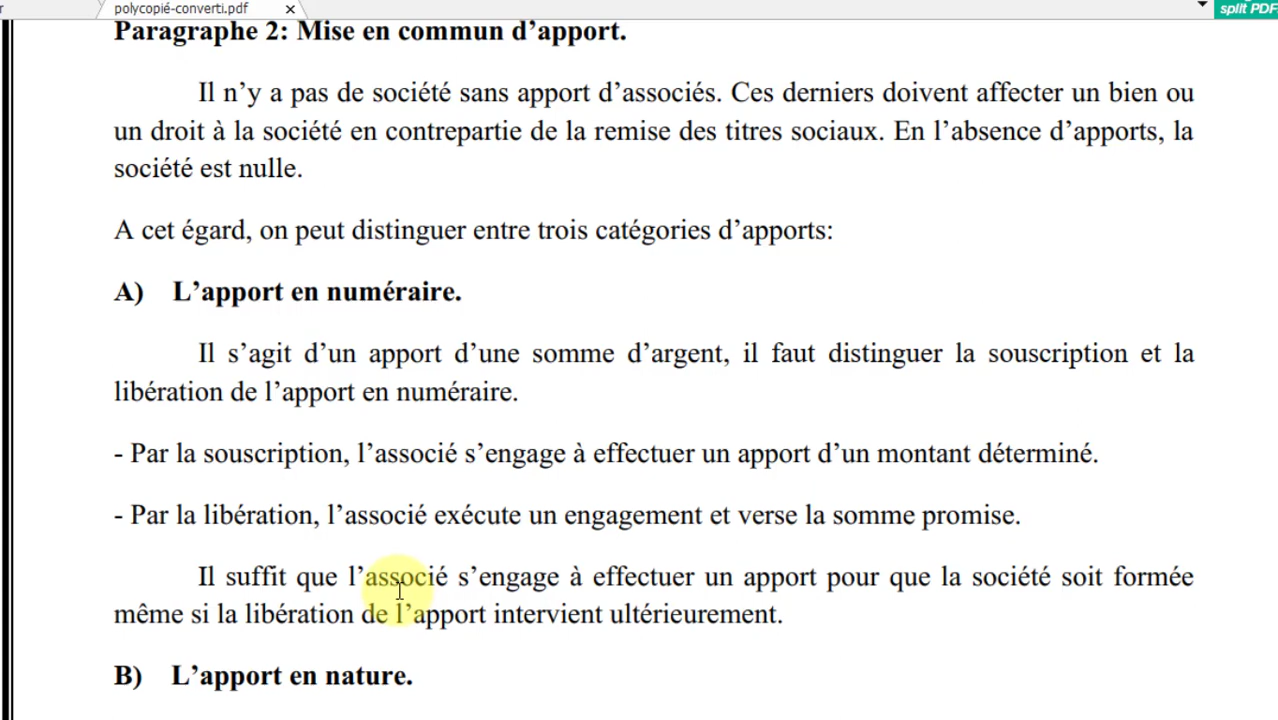 polycopié-converti.pdf
split PDF
Paragraphe 2: Mise en commun d'apport.
Il n'y a pas de société sans apport d'associés. Ces derniers doivent affecter un bien ou
un droit à la société en contrepartie de la remise des titres sociaux. En l'absence d'apports, la
société est nulle.
A cet égard, on peut distinguer entre trois catégories d'apports:
A) L'apport en numéraire.
Il s'agit d'un apport d'une somme d'argent, il faut distinguer la souscription et la
libération de l'apport en numéraire.
- Par la souscription, l'associé s'engage à effectuer un apport d'un montant déterminé.
- Par la libération, l'associé exécute un engagement et verse la somme promise.
Il suffit que l'associé s'engage à effectuer un apport pour que la société soit formée
même si la libération de l'apport intervient ultérieurement.
B) L'apport en nature.